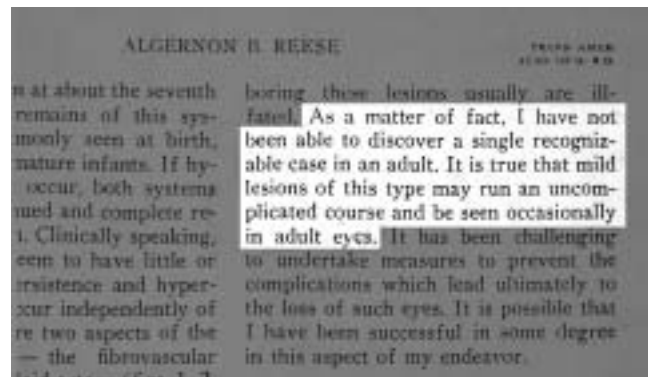 ALGERNON B. REESE
TRANS. AMER.
n at about the seventh
remains of this sys-
monly seen at birth,
mature infants. If hy-
occur, both systems
nued and complete re-
t. Clinically speaking,
eem to have little or
ersistence and hyper-
ccur independently of
re two aspects of the
— the fibrovascular
boring these lesions usually are ill-
fated. As a matter of fact, I have not
been able to discover a single recogniz-
able case in an adult. It is true that mild
lesions of this type may run an uncom-
plicated course and be seen occasionally
in adult eyes. It has been challenging
to undertake measures to prevent the
complications which lead ultimately to
the loss of such eyes. It is possible that
I have been successful in some degree
in this aspect of my endeavor.